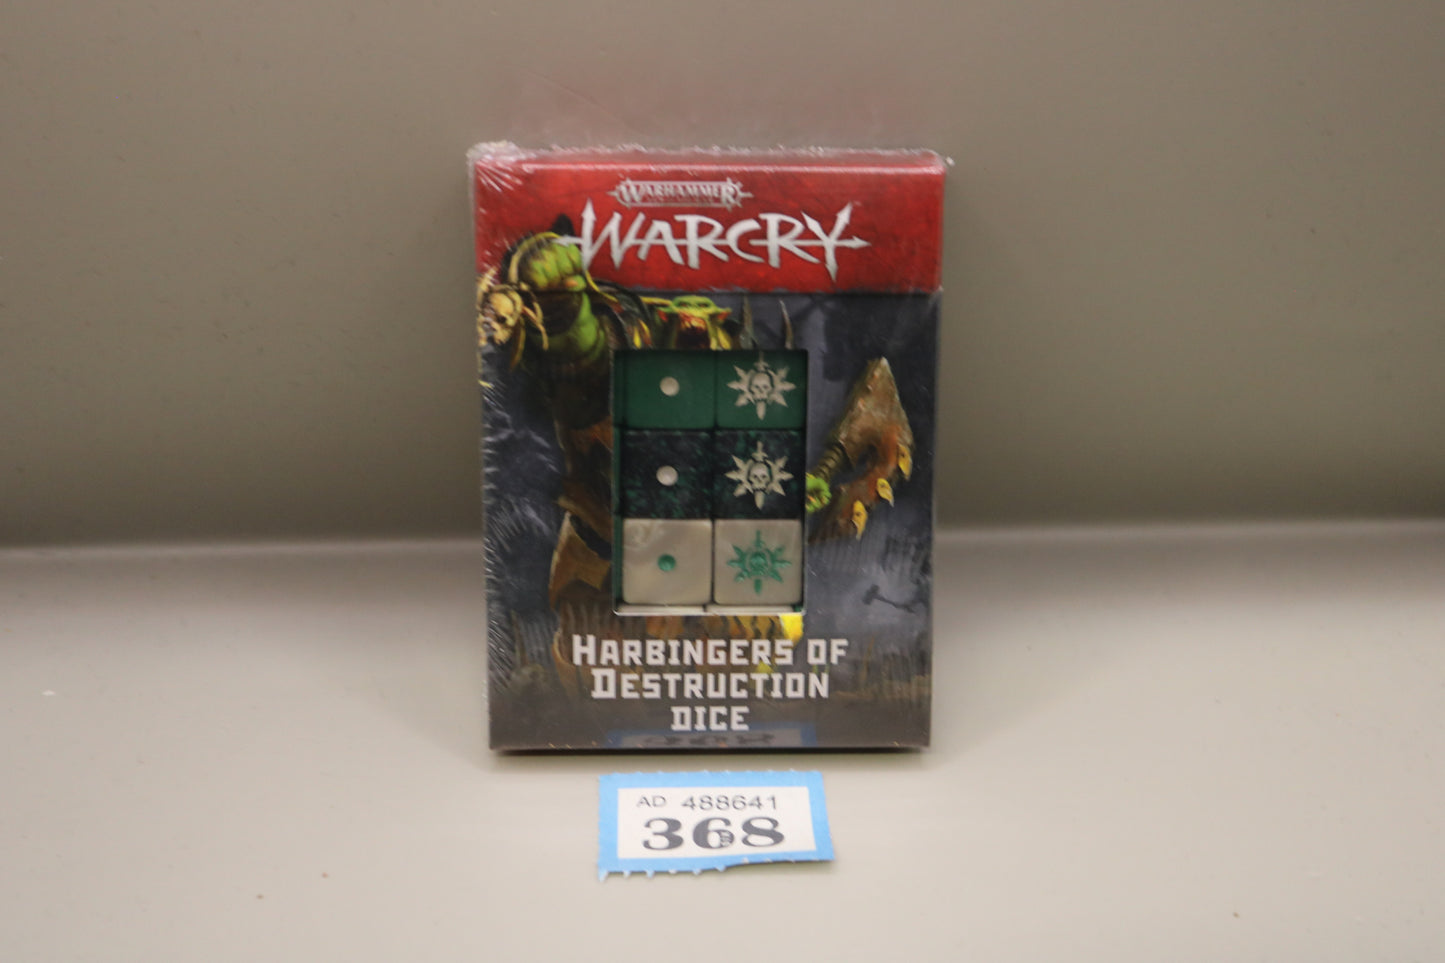 WARHAMMER
WARCRY
HARBINGERS OF
DESTRUCTION
DICE
AD 488641
368